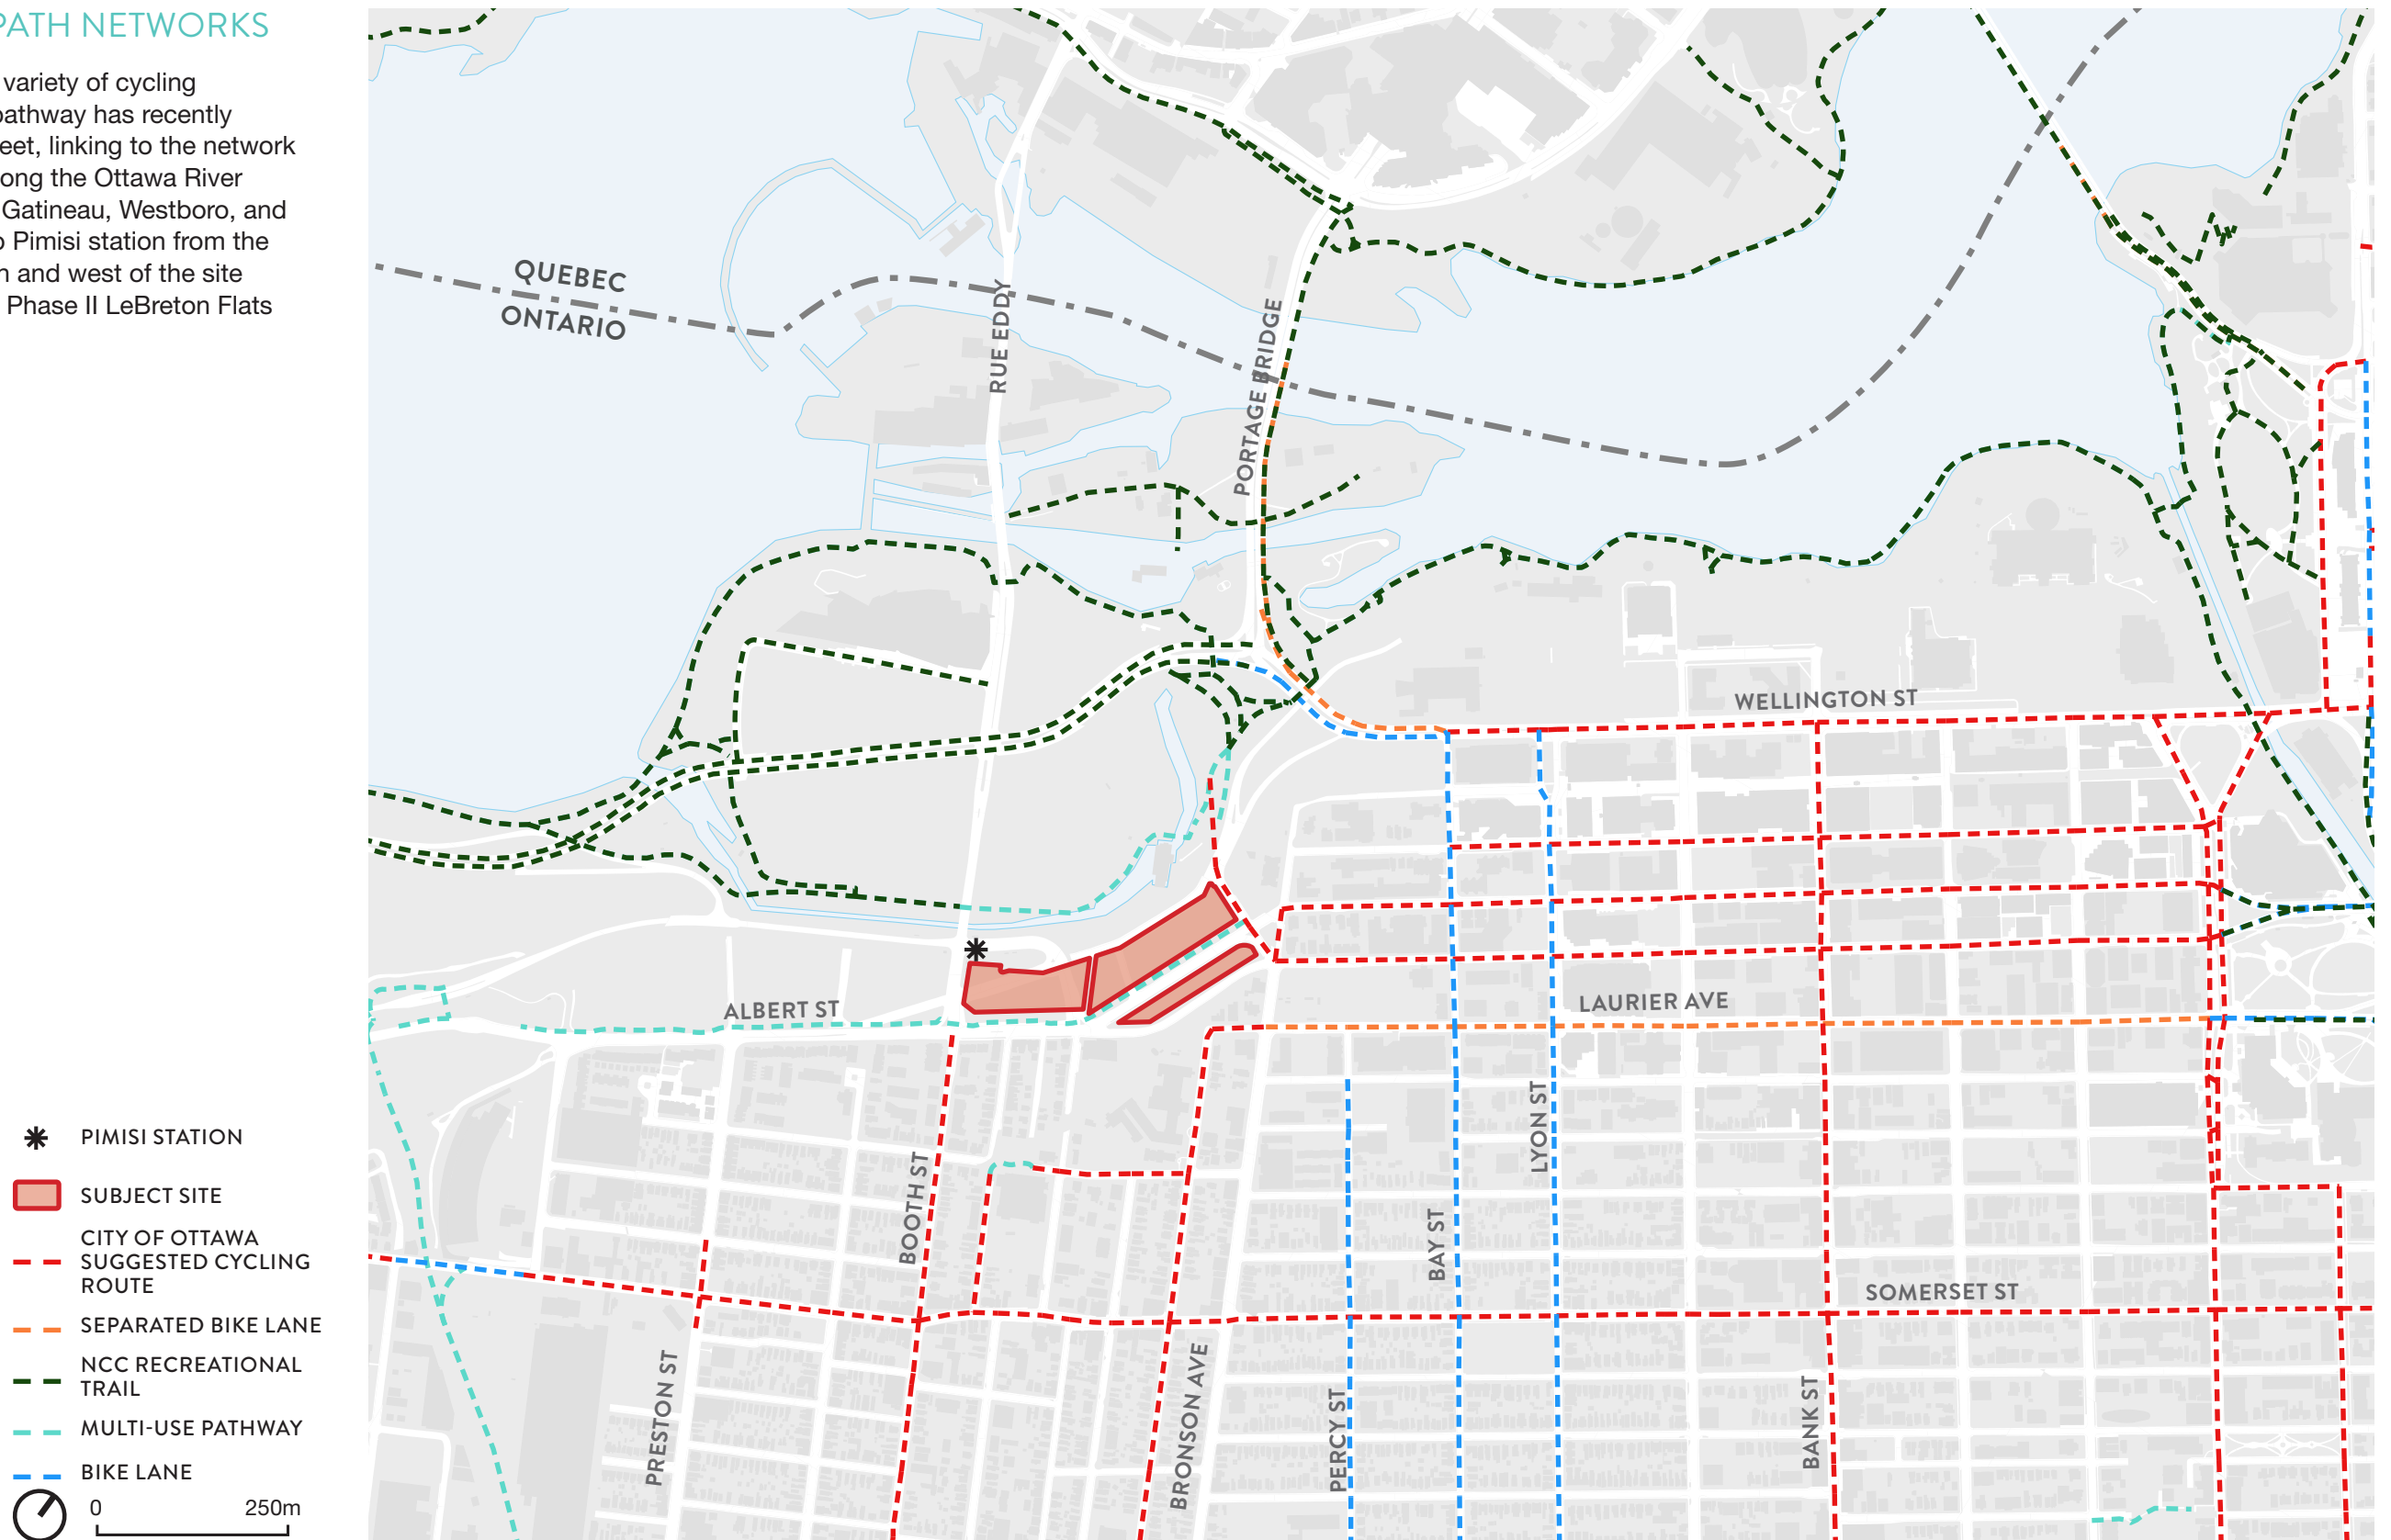 PATH NETWORKS
variety of cycling
pathway has recently
eet, linking to the network
ong the Ottawa River
Gatineau, Westboro, and
o Pimisi station from the
n and west of the site
Phase II LeBreton Flats
QUEBEC
ONTARIO
RUE EDDY
PORTAGE BRIDGE
WELLINGTON ST
ALBERT ST
LAURIER AVE
LYON ST
BOOTH ST
BAY ST
SOMERSET ST
PRESTON ST
BRONSON AVE
PERCY ST
BANK ST
PIMISI STATION
SUBJECT SITE
CITY OF OTTAWA
SUGGESTED CYCLING
ROUTE
SEPARATED BIKE LANE
NCC RECREATIONAL
TRAIL
MULTI-USE PATHWAY
BIKE LANE
0 250m